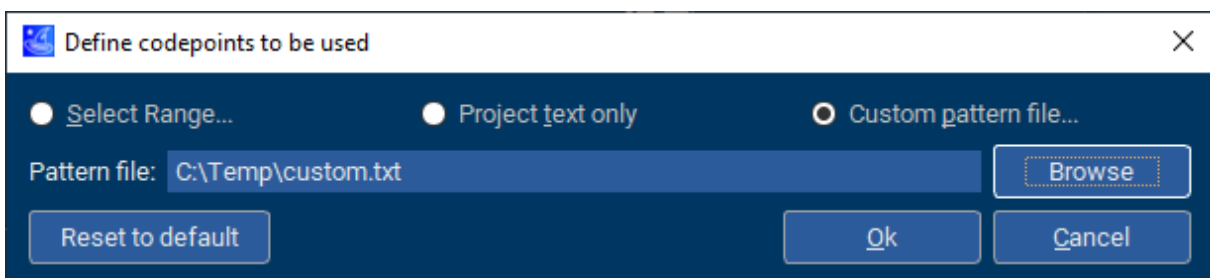 Define codepoints to be used
Select Range... Project text only Custom pattern file...
Pattern file: C:\Temp\custom.txt Browse
Reset to default Ok Cancel